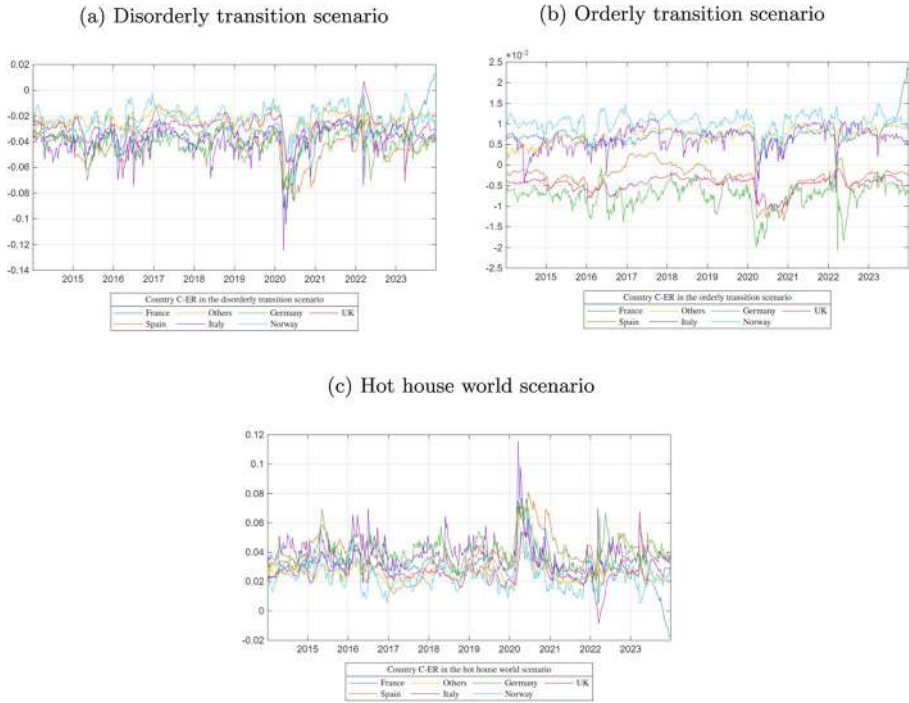 (a) Disorderly transition scenario
0.02
0
-0.02
-0.04
-0.06
-0.08
-0.1
-0.12
-0.14
2015 2016 2017 2018 2019 2020 2021 2022 2023
Country C-ER in the disorderly transition scenario
France Others Germany UK
Spain Italy Norway
(b) Orderly transition scenario
×10⁻³
2.5
2
1.5
1
0.5
0
-0.5
-1
-1.5
-2
-2.5
2015 2016 2017 2018 2019 2020 2021 2022 2023
Country C-ER in the orderly transition scenario
France Others Germany UK
Spain Italy Norway
(c) Hot house world scenario
0.12
0.1
0.08
0.06
0.04
0.02
0
-0.02
2015 2016 2017 2018 2019 2020 2021 2022 2023
Country C-ER in the hot house world scenario
France Others Germany UK
Spain Italy Norway